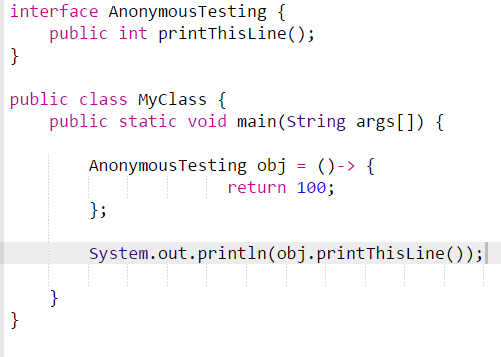 interface AnonymousTesting {
    public int printThisLine();
}
public class MyClass {
    public static void main(String args[]) {
        AnonymousTesting obj = ()-> {
                      return 100;
        };
        System.out.println(obj.printThisLine());
    }
}